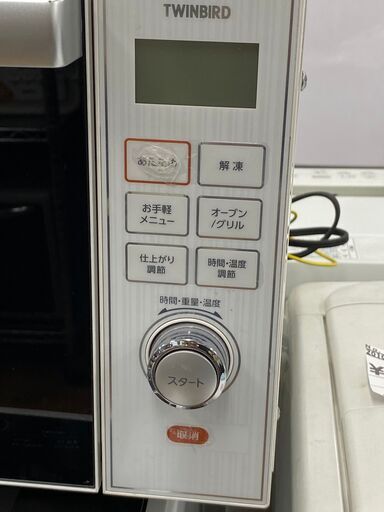 TWINBIRD
あたため
解凍
お手軽
メニュー
オーブン
/グリル
仕上がり
調節
時間・温度
調節
時間・重量・温度
スタート
取消